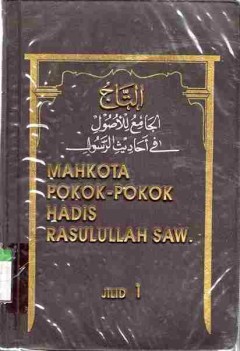 التاج
الجامع للأصول
في أحاديث الرسول
MAHKOTA
POKOK-POKOK
HADIS
RASULULLAH SAW.
JILID 1